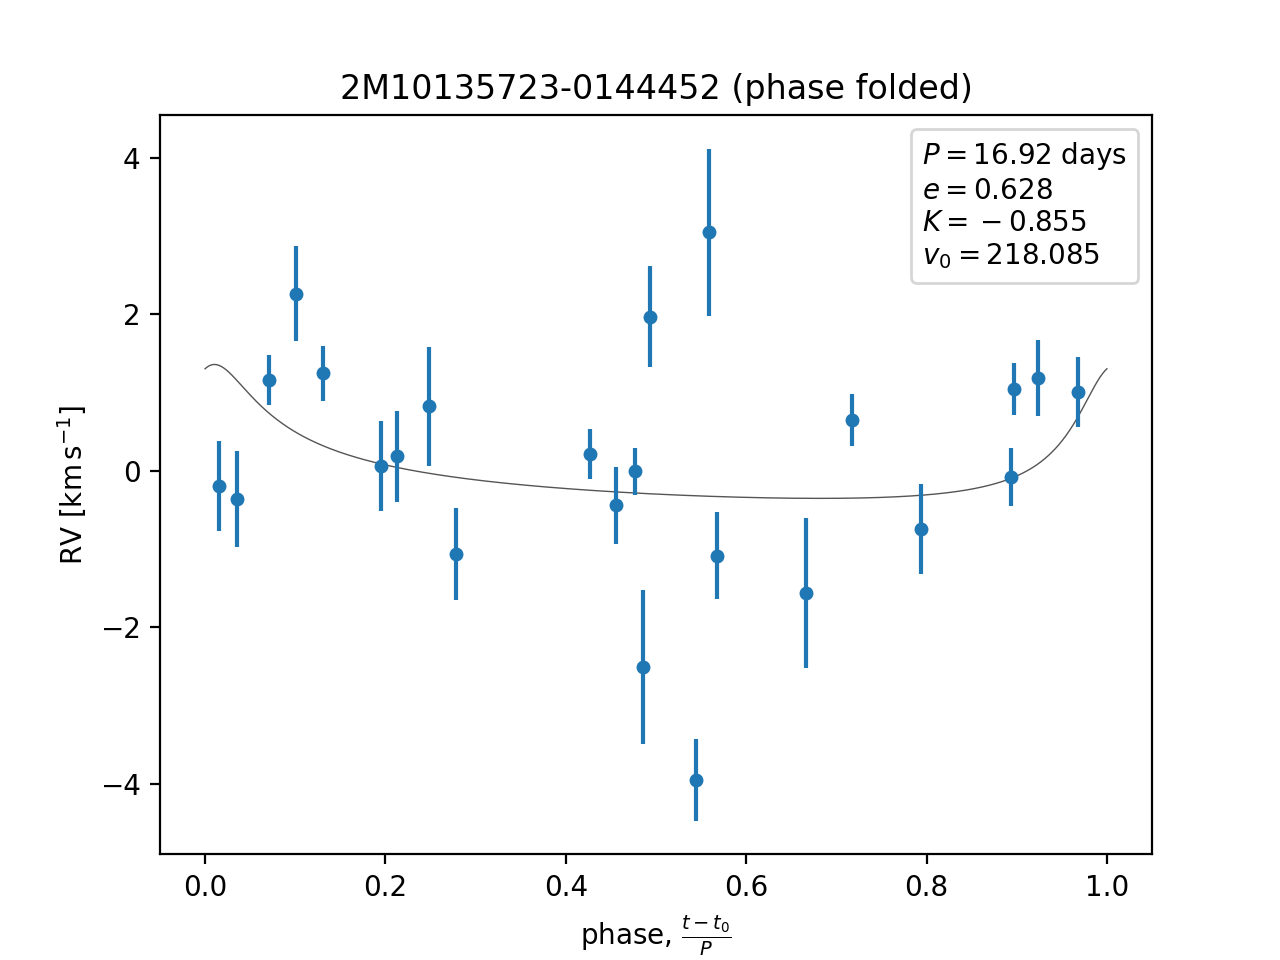 2M10135723-0144452 (phase folded)
P = 16.92 days
e = 0.628
K = − 0.855
v₀ = 218.085
4
2
0
−2
−4
RV [km s⁻¹]
0.0 0.2 0.4 0.6 0.8 1.0
phase, (t − t₀)/P